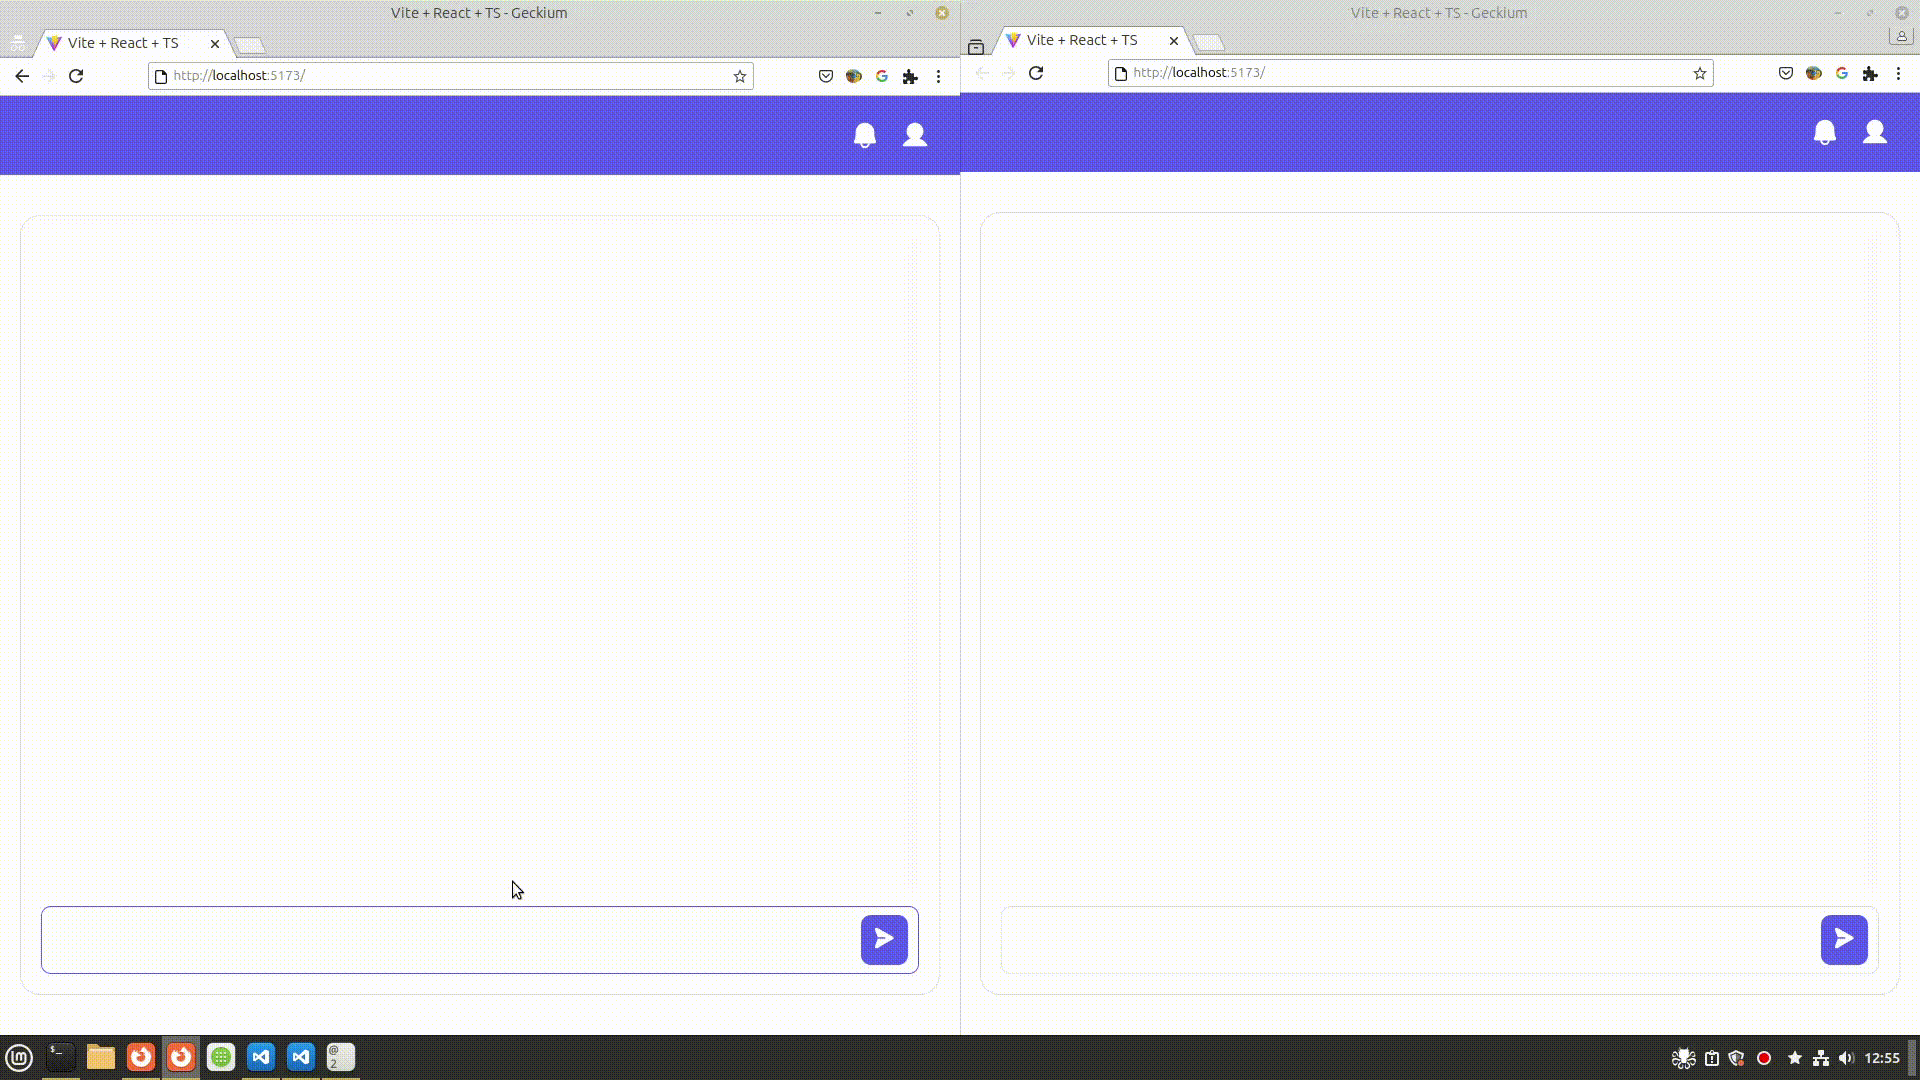 Vite + React + TS - Geckium
Vite + React + TS
http://localhost:5173/
Vite + React + TS - Geckium
Vite + React + TS
http://localhost:5173/
$_
@
2
12:55